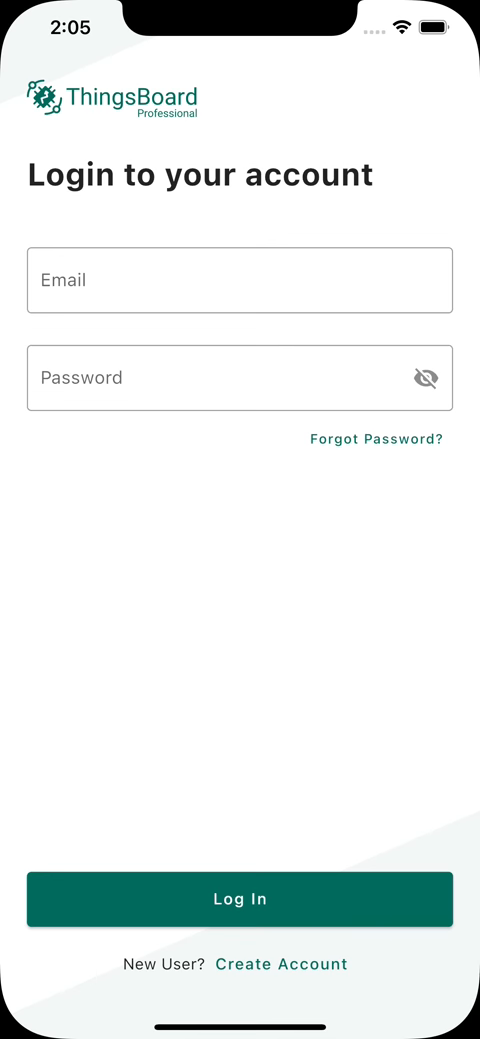 2:05
ThingsBoard
Professional
Login to your account
Email
Password
Forgot Password?
Log In
New User? Create Account